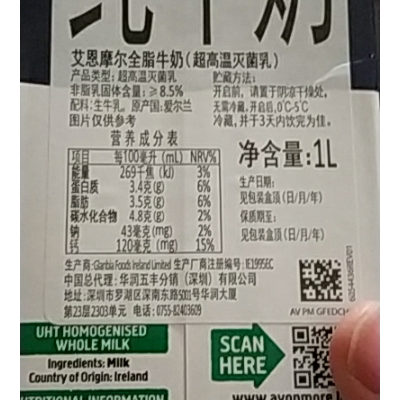 纯牛奶
艾恩摩尔全脂牛奶(超高温灭菌乳)
产品类型:超高温灭菌乳
非脂乳固体含量:≥8.5%
配料:生牛乳。原产国:爱尔兰
图片仅供参考
贮藏方法:
开启前,请置于阴凉干燥处。
无需冷藏。开启后,0℃-5℃
冷藏,并于3天内饮完为佳。
营养成分表
项目 每100毫升 (mL) NRV%
能量 269千焦 (kJ) 3%
蛋白质 3.4克(g) 6%
脂肪 3.5克(g) 6%
碳水化合物 4.8克(g) 2%
钠 43毫克(mg) 2%
钙 120毫克(mg) 15%
净含量:1L
生产日期:
见包装盒顶(日/月/年)
保质期至:
见包装盒顶(日/月/年)
生产商:Glanbia Foods Ireland Limited 生产厂商注册编号:IE1995EC
中国总代理:华润五丰分销(深圳)有限公司
地址:深圳市罗湖区深南东路5001号华润大厦
第23层2303单元 电话:0755-82403609
AV PM GFEDCH
UHT HOMOGENISED
WHOLE MILK
Ingredients: Milk
Country of Origin: Ireland
NUTRITIONAL INFORMATION
SCAN
HERE
www.avonmore.i